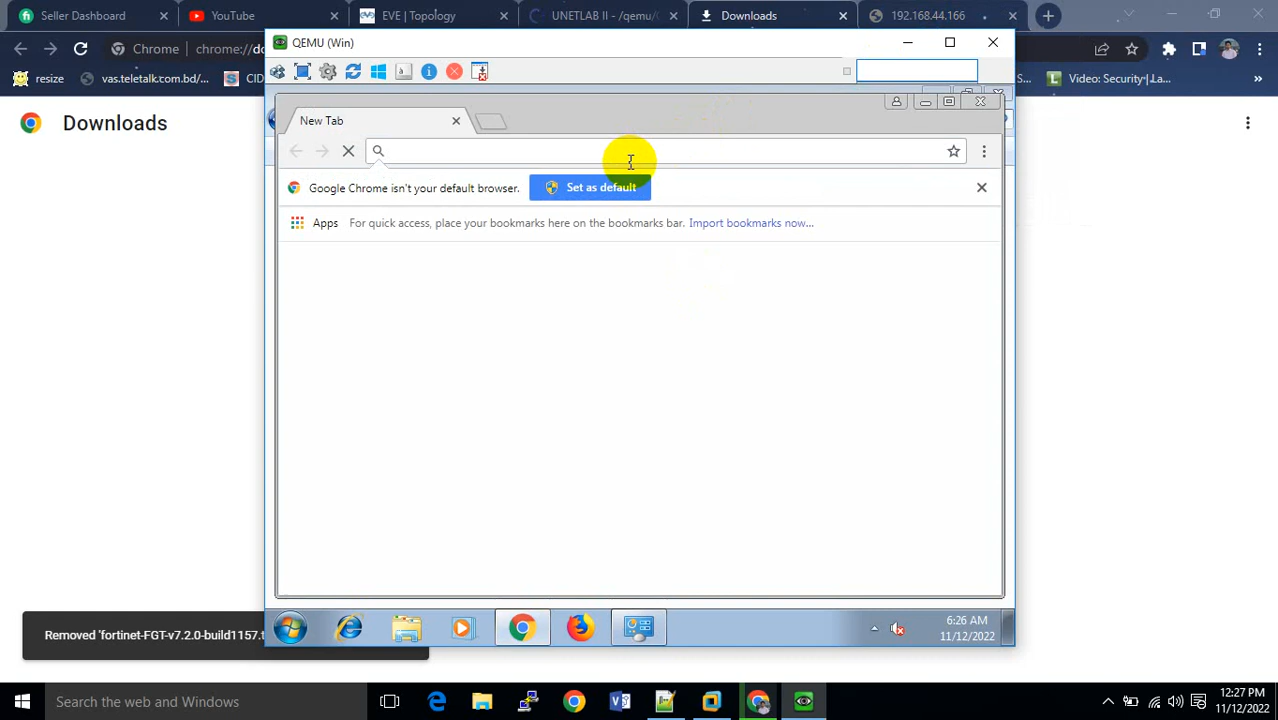 Seller Dashboard
YouTube
EVE | Topology
UNETLAB II - /qemu/
Downloads
192.168.44.166
Chrome
chrome://do
resize
vas.teletalk.com.bd/...
CID
S...
Video: Security | La...
Downloads
QEMU (Win)
New Tab
Google Chrome isn't your default browser.
Set as default
Apps
For quick access, place your bookmarks here on the bookmarks bar. Import bookmarks now...
Removed 'fortinet-FGT-v7.2.0-build1157.t
6:26 AM
11/12/2022
Search the web and Windows
12:27 PM
11/12/2022